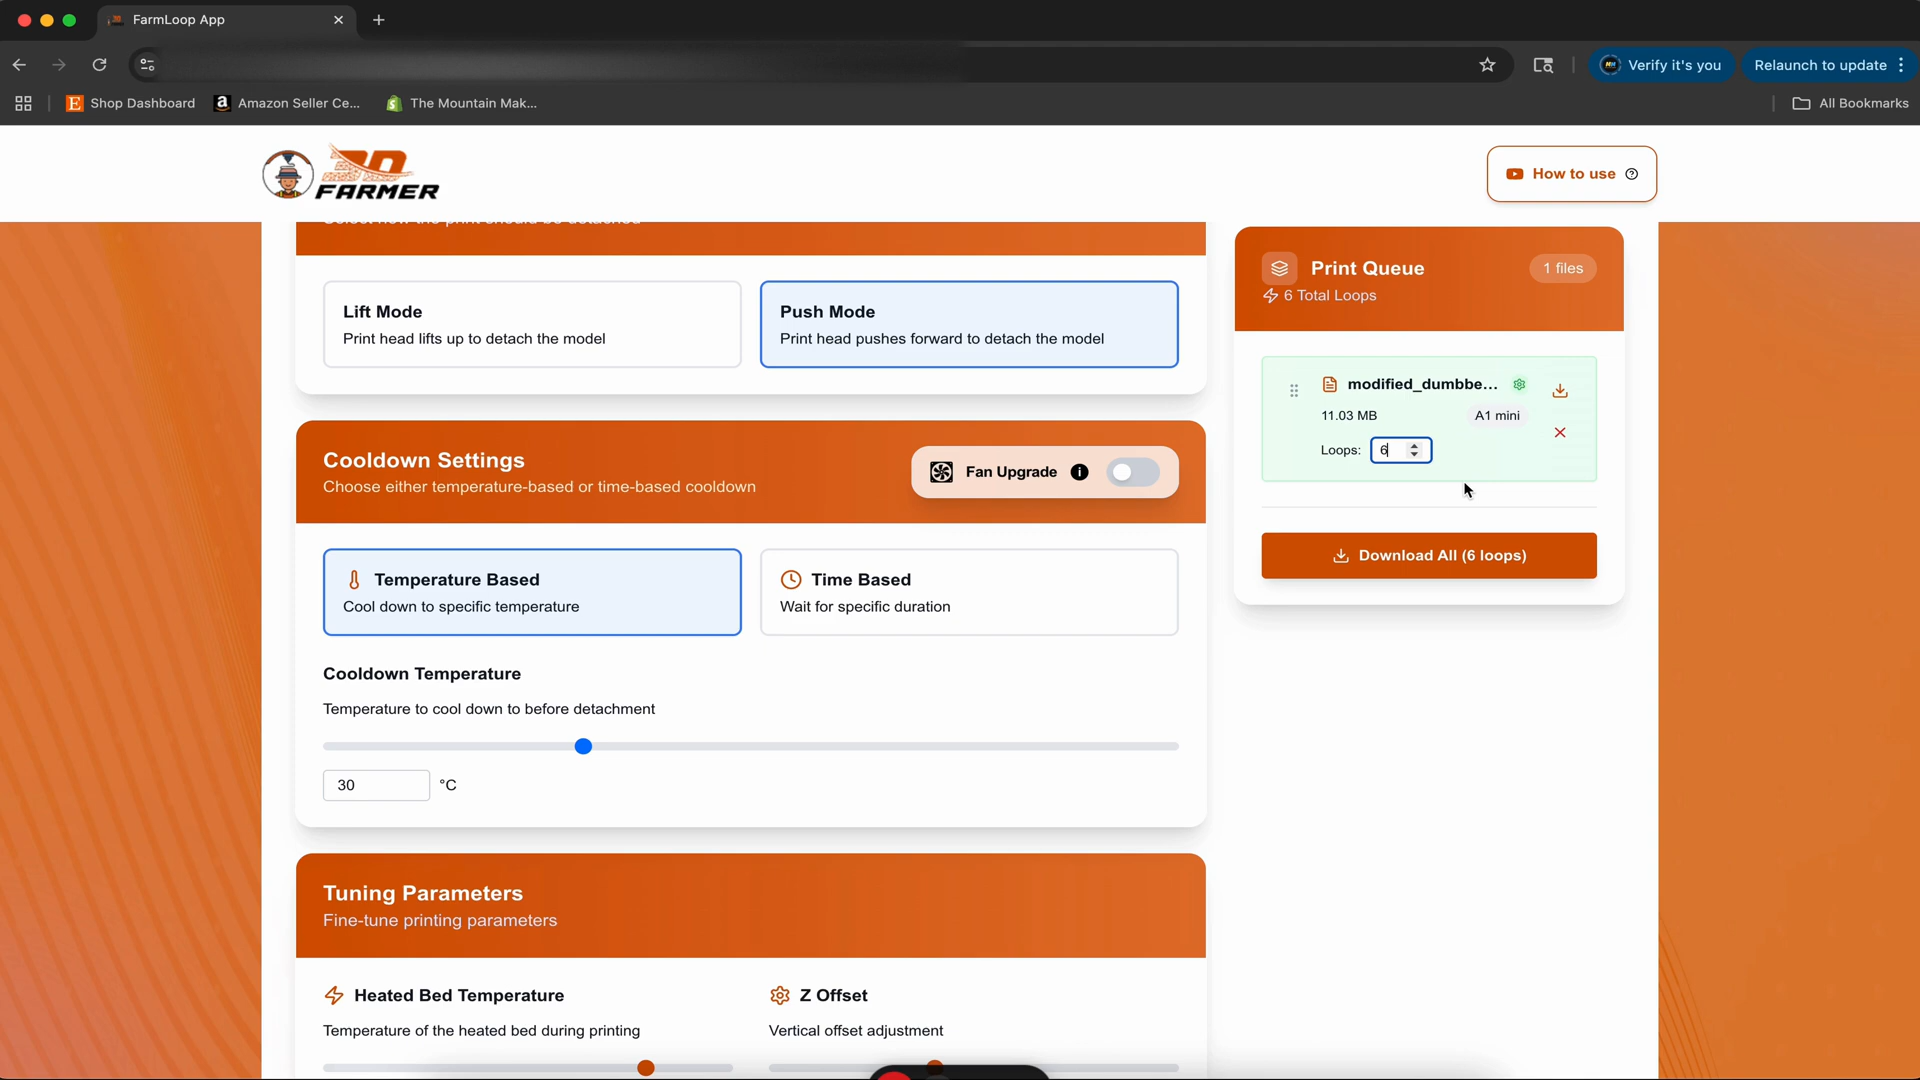 FarmLoop App
Verify it's you
Relaunch to update
Shop Dashboard
Amazon Seller Ce...
The Mountain Mak...
All Bookmarks
3D
FARMER
How to use
Lift Mode
Print head lifts up to detach the model
Push Mode
Print head pushes forward to detach the model
Cooldown Settings
Choose either temperature-based or time-based cooldown
Fan Upgrade
Temperature Based
Cool down to specific temperature
Time Based
Wait for specific duration
Cooldown Temperature
Temperature to cool down to before detachment
30
°C
Tuning Parameters
Fine-tune printing parameters
Heated Bed Temperature
Temperature of the heated bed during printing
Z Offset
Vertical offset adjustment
Print Queue
1 files
6 Total Loops
modified_dumbbe...
11.03 MB
A1 mini
Loops:
6
Download All (6 loops)